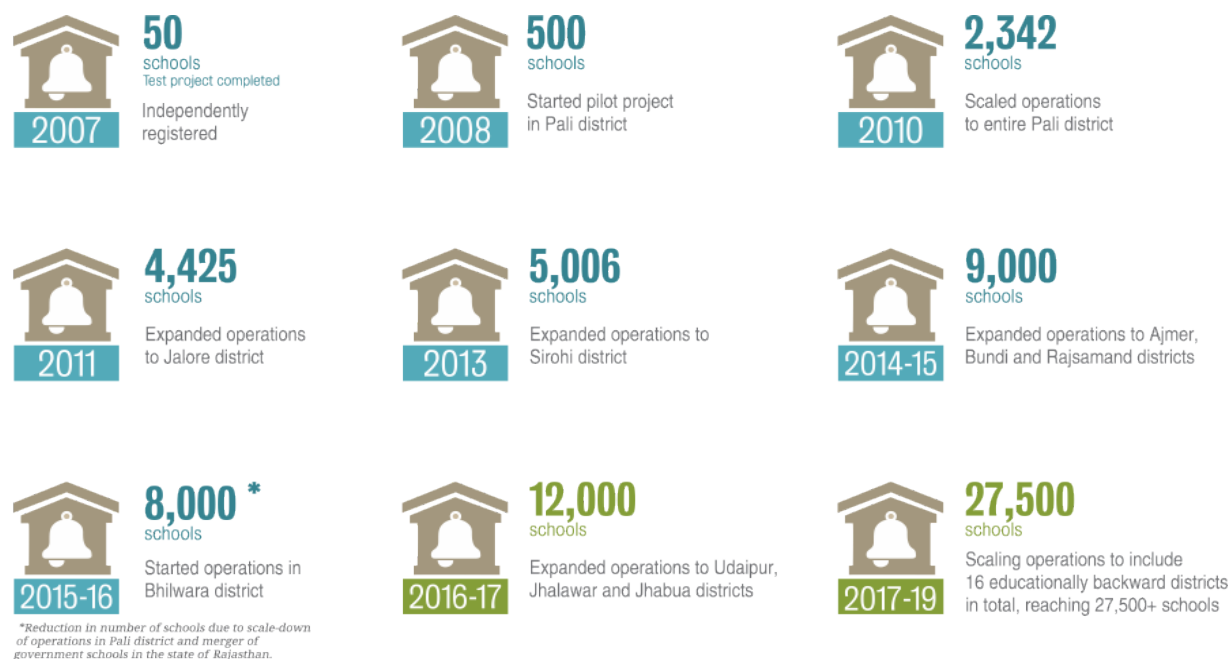 50
schools
Test project completed
Independently
registered
2007
500
schools
Started pilot project
in Pali district
2008
2,342
schools
Scaled operations
to entire Pali district
2010
4,425
schools
Expanded operations
to Jalore district
2011
5,006
schools
Expanded operations to
Sirohi district
2013
9,000
schools
Expanded operations to Ajmer,
Bundi and Rajsamand districts
2014-15
8,000 *
schools
Started operations in
Bhilwara district
2015-16
*Reduction in number of schools due to scale-down
of operations in Pali district and merger of
government schools in the state of Rajasthan.
12,000
schools
Expanded operations to Udaipur,
Jhalawar and Jhabua districts
2016-17
27,500
schools
Scaling operations to include
16 educationally backward districts
in total, reaching 27,500+ schools
2017-19